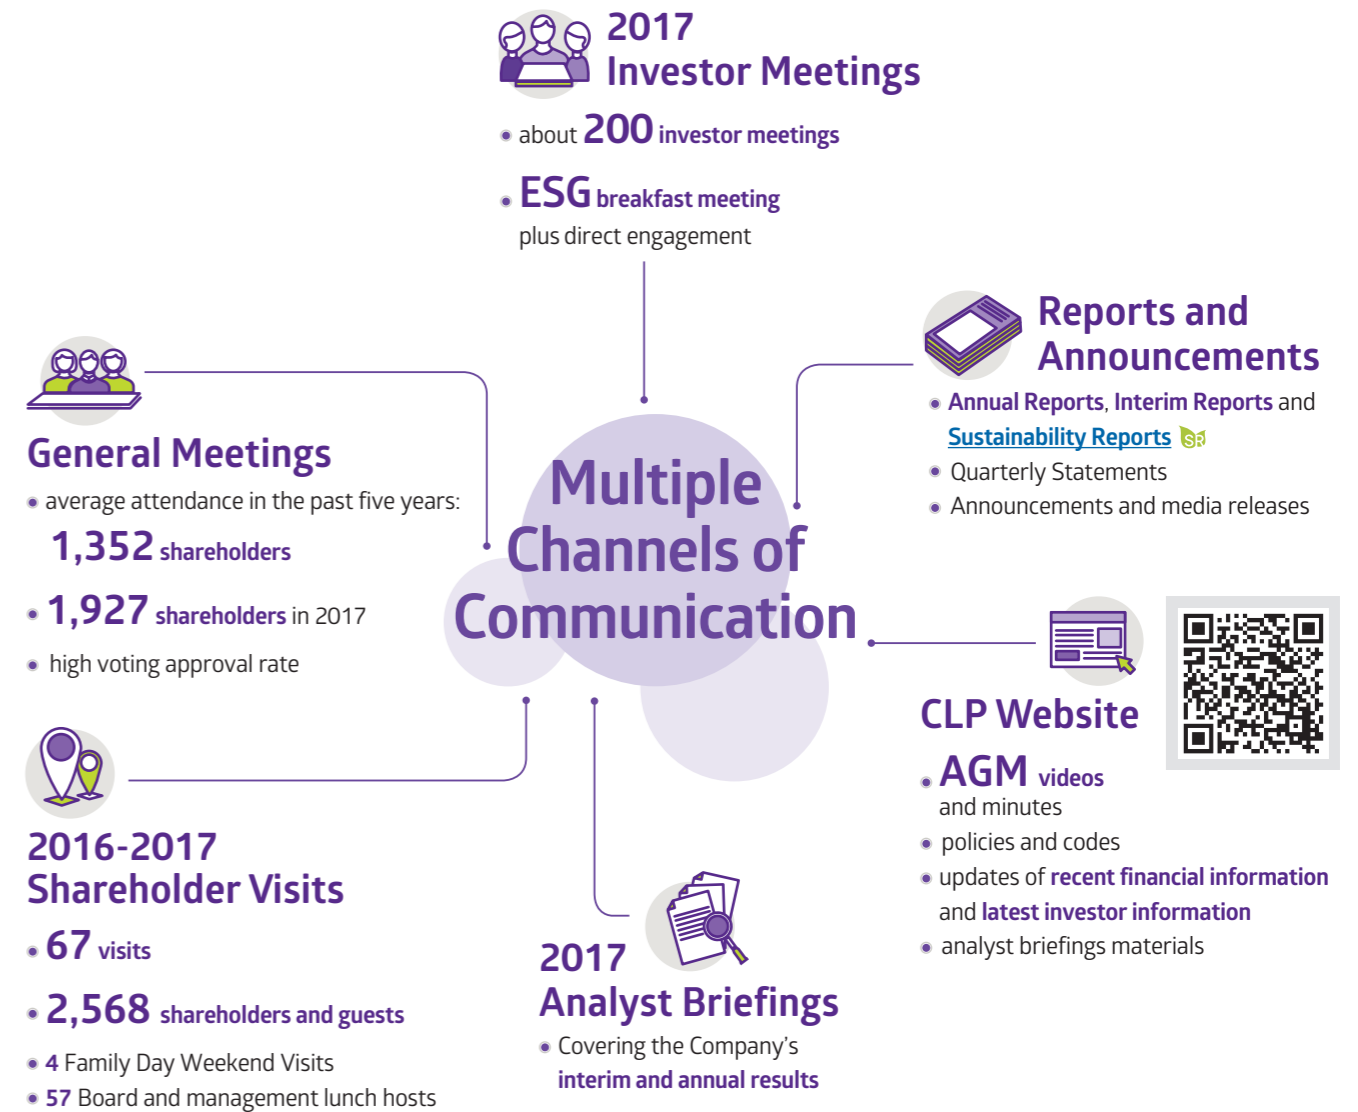 2017
Investor Meetings
• about 200 investor meetings
• ESG breakfast meeting
plus direct engagement
Reports and
Announcements
• Annual Reports, Interim Reports and
Sustainability Reports SR
• Quarterly Statements
• Announcements and media releases
General Meetings
• average attendance in the past five years:
1,352 shareholders
• 1,927 shareholders in 2017
• high voting approval rate
Multiple
Channels of
Communication
CLP Website
• AGM videos
and minutes
• policies and codes
• updates of recent financial information
and latest investor information
• analyst briefings materials
2016-2017
Shareholder Visits
• 67 visits
• 2,568 shareholders and guests
• 4 Family Day Weekend Visits
• 57 Board and management lunch hosts
2017
Analyst Briefings
• Covering the Company's
interim and annual results